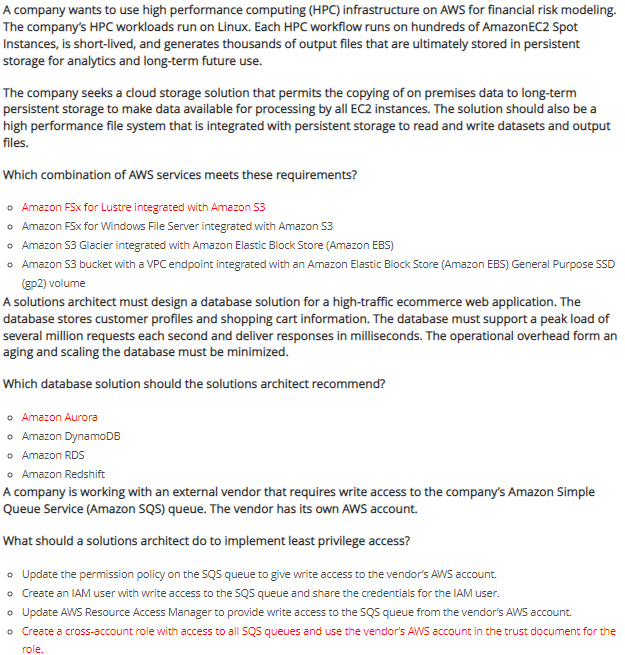 A company wants to use high performance computing (HPC) infrastructure on AWS for financial risk modeling.
The company's HPC workloads run on Linux. Each HPC workflow runs on hundreds of AmazonEC2 Spot
Instances, is short-lived, and generates thousands of output files that are ultimately stored in persistent
storage for analytics and long-term future use.
The company seeks a cloud storage solution that permits the copying of on premises data to long-term
persistent storage to make data available for processing by all EC2 instances. The solution should also be a
high performance file system that is integrated with persistent storage to read and write datasets and output
files.
Which combination of AWS services meets these requirements?
Amazon FSx for Lustre integrated with Amazon S3
Amazon FSx for Windows File Server integrated with Amazon S3
Amazon S3 Glacier integrated with Amazon Elastic Block Store (Amazon EBS)
Amazon S3 bucket with a VPC endpoint integrated with an Amazon Elastic Block Store (Amazon EBS) General Purpose SSD
(gp2) volume
A solutions architect must design a database solution for a high-traffic ecommerce web application. The
database stores customer profiles and shopping cart information. The database must support a peak load of
several million requests each second and deliver responses in milliseconds. The operational overhead form an
aging and scaling the database must be minimized.
Which database solution should the solutions architect recommend?
Amazon Aurora
Amazon DynamoDB
Amazon RDS
Amazon Redshift
A company is working with an external vendor that requires write access to the company's Amazon Simple
Queue Service (Amazon SQS) queue. The vendor has its own AWS account.
What should a solutions architect do to implement least privilege access?
Update the permission policy on the SQS queue to give write access to the vendor's AWS account.
Create an IAM user with write access to the SQS queue and share the credentials for the IAM user.
Update AWS Resource Access Manager to provide write access to the SQS queue from the vendor's AWS account.
Create a cross-account role with access to all SQS queues and use the vendor's AWS account in the trust document for the
role.